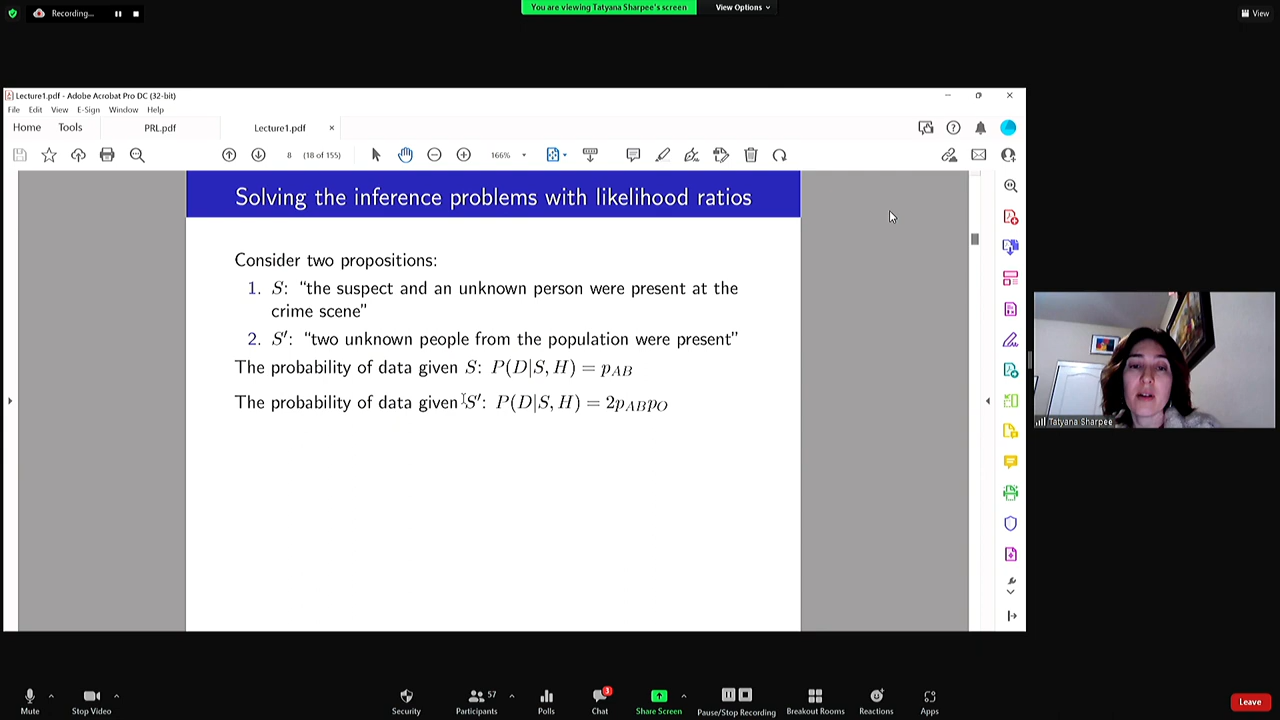 Recording...
You are viewing Tatyana Sharpee's screen
View Options
View
Lecture1.pdf - Adobe Acrobat Pro DC (32-bit)
File Edit View E-Sign Window Help
Home Tools PRL.pdf Lecture1.pdf ×
8 (18 of 155) 166%
Solving the inference problems with likelihood ratios
Consider two propositions:
1. S: “the suspect and an unknown person were present at the
crime scene”
2. S′: “two unknown people from the population were present”
The probability of data given S: P(D|S, H) = p_AB
The probability of data given S′: P(D|S, H) = 2p_ABp_O
Tatyana Sharpee
57
3
Mute Stop Video Security Participants Polls Chat Share Screen Pause/Stop Recording Breakout Rooms Reactions Apps Leave